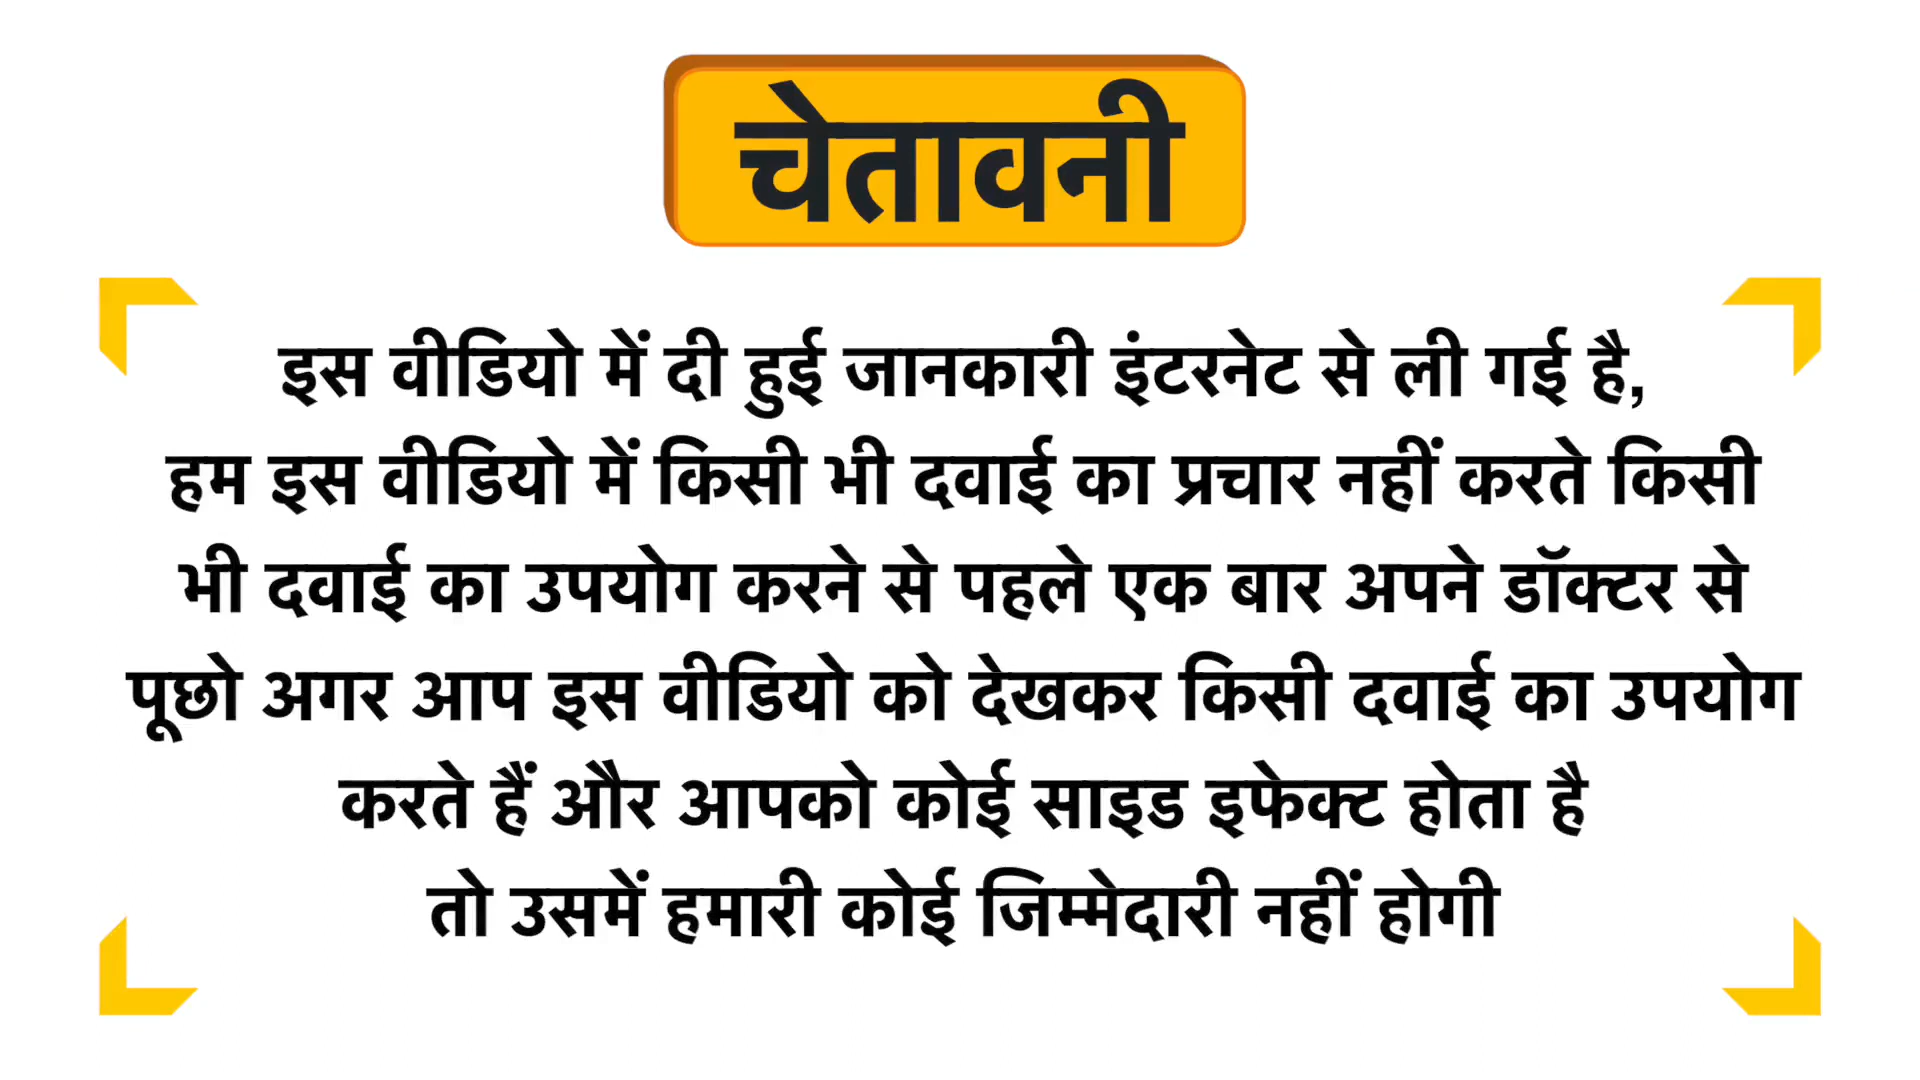 चेतावनी
इस वीडियो में दी हुई जानकारी इंटरनेट से ली गई है,
हम इस वीडियो में किसी भी दवाई का प्रचार नहीं करते किसी
भी दवाई का उपयोग करने से पहले एक बार अपने डॉक्टर से
पूछो अगर आप इस वीडियो को देखकर किसी दवाई का उपयोग
करते हैं और आपको कोई साइड इफेक्ट होता है
तो उसमें हमारी कोई जिम्मेदारी नहीं होगी